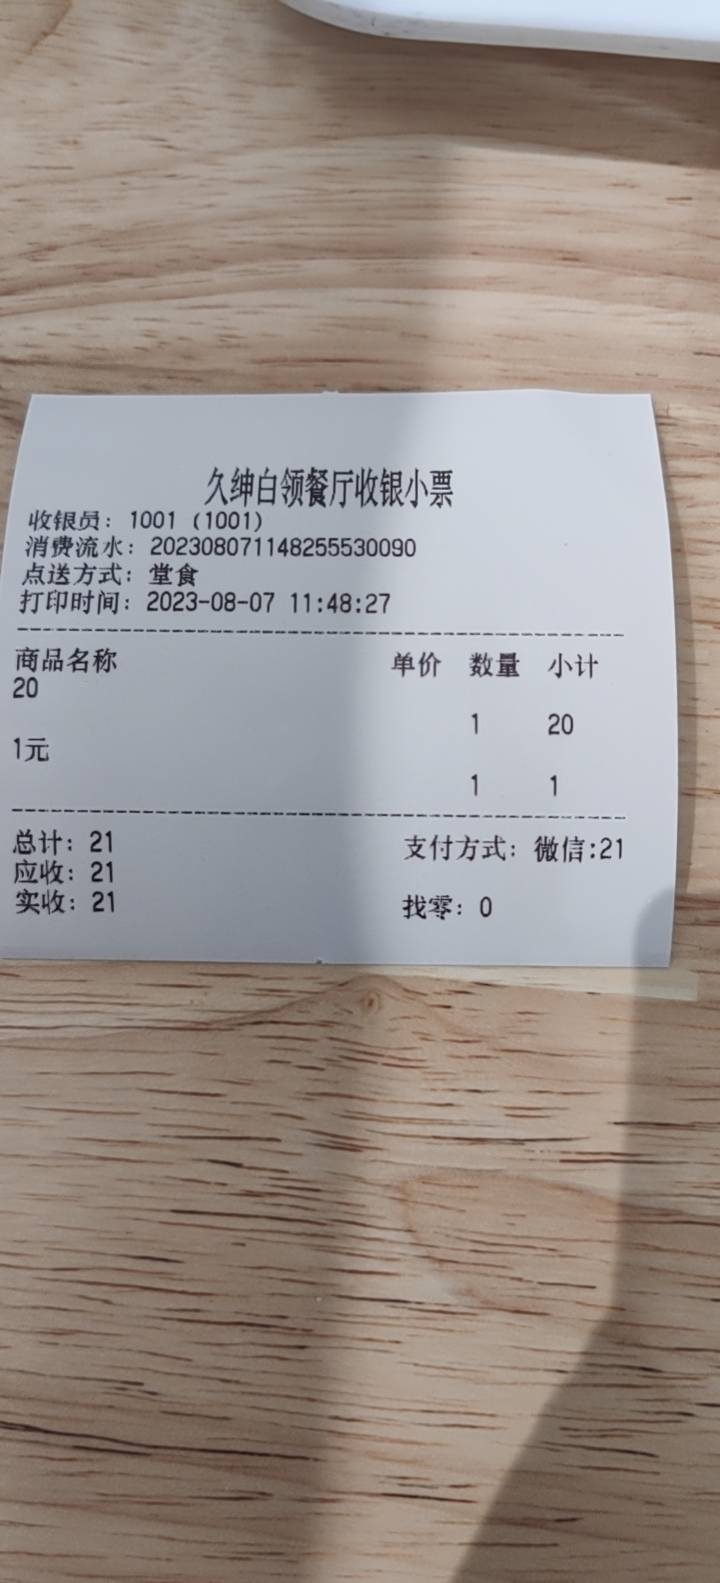 久绅白领餐厅收银小票
收银员: 1001 (1001)
消费流水: 202308071148255530090
点送方式: 堂食
打印时间: 2023-08-07 11:48:27
商品名称 单价 数量 小计
20
1 20
1元
1 1
总计: 21 支付方式: 微信:21
应收: 21
实收: 21 找零: 0